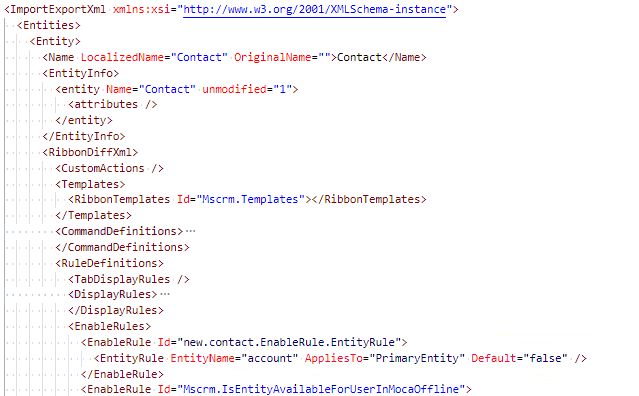 <ImportExportXml xmlns:xsi="http://www.w3.org/2001/XMLSchema-instance">
<Entities>
<Entity>
<Name LocalizedName="Contact" OriginalName="">Contact</Name>
<EntityInfo>
<entity Name="Contact" unmodified="1">
<attributes />
</entity>
</EntityInfo>
<RibbonDiffXml>
<CustomActions />
<Templates>
<RibbonTemplates Id="Mscrm.Templates"></RibbonTemplates>
</Templates>
<CommandDefinitions>…
</CommandDefinitions>
<RuleDefinitions>
<TabDisplayRules />
<DisplayRules>…
</DisplayRules>
<EnableRules>
<EnableRule Id="new.contact.EnableRule.EntityRule">
<EntityRule EntityName="account" AppliesTo="PrimaryEntity" Default="false" />
</EnableRule>
<EnableRule Id="Mscrm.IsEntityAvailableForUserInMocaOffline">